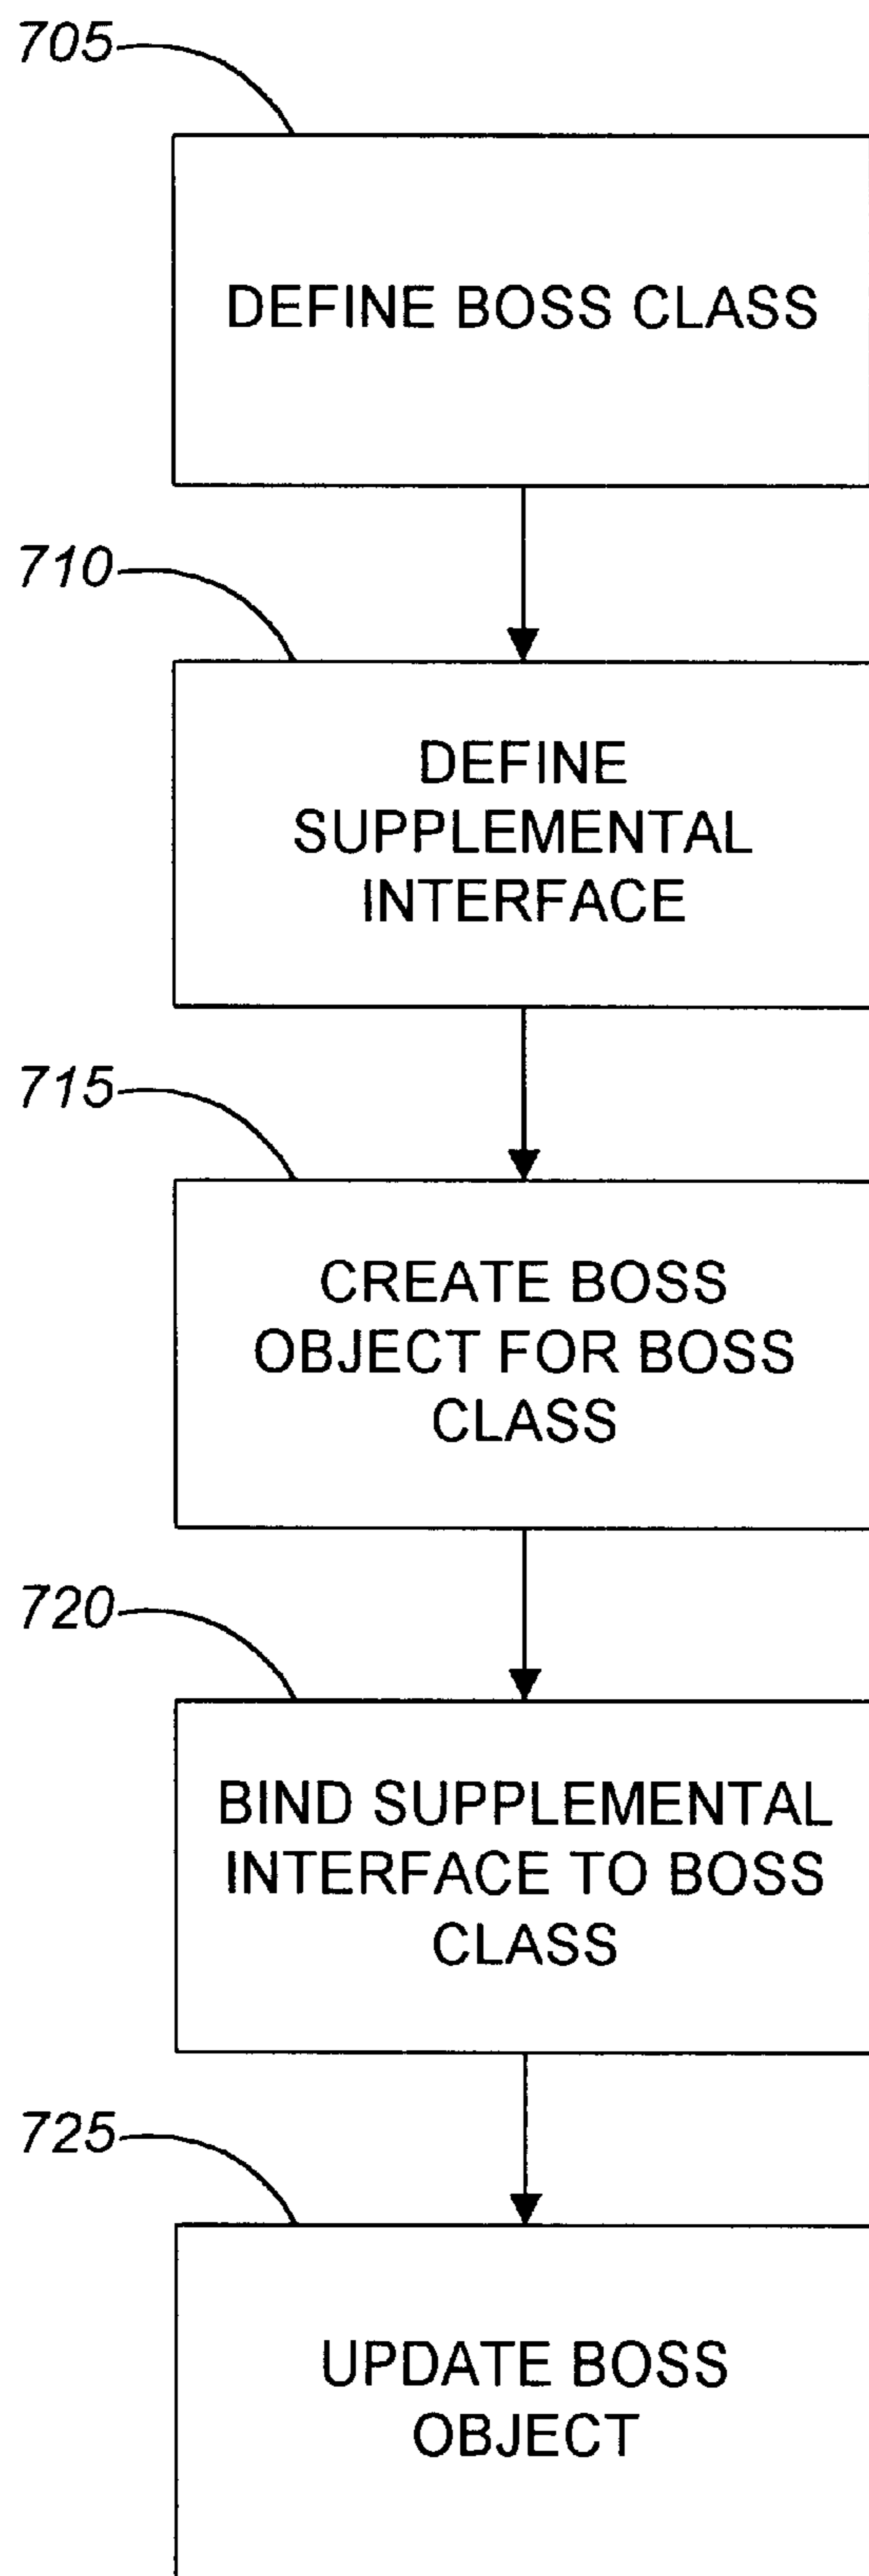 705
DEFINE BOSS CLASS
710
DEFINE
SUPPLEMENTAL
INTERFACE
715
CREATE BOSS
OBJECT FOR BOSS
CLASS
720
BIND SUPPLEMENTAL
INTERFACE TO BOSS
CLASS
725
UPDATE BOSS
OBJECT